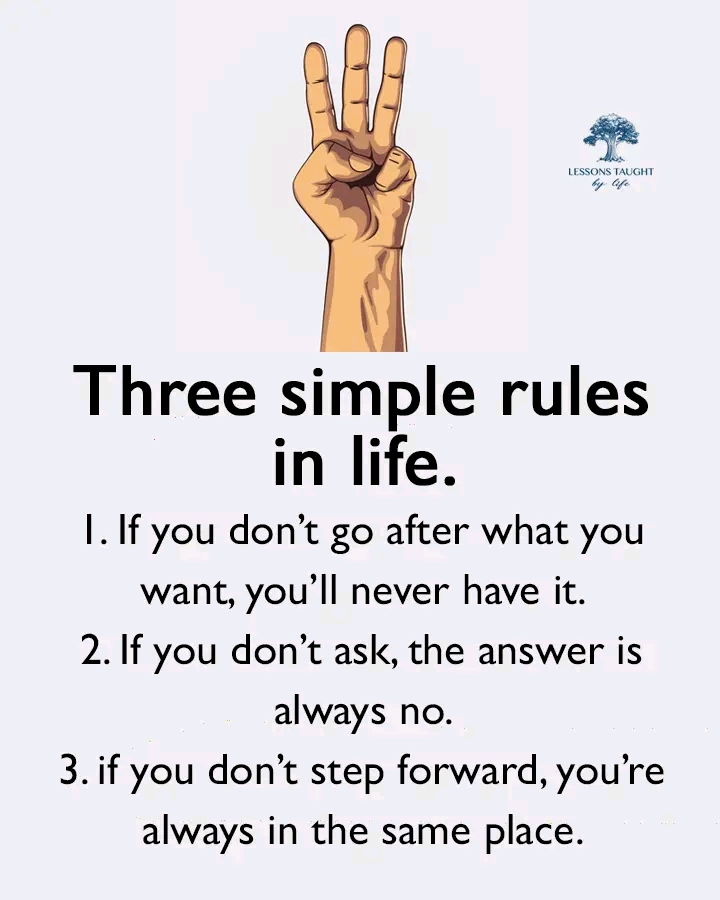 LESSONS TAUGHT
by life
Three simple rules
in life.
1. If you don’t go after what you
want, you’ll never have it.
2. If you don’t ask, the answer is
always no.
3. if you don’t step forward, you’re
always in the same place.